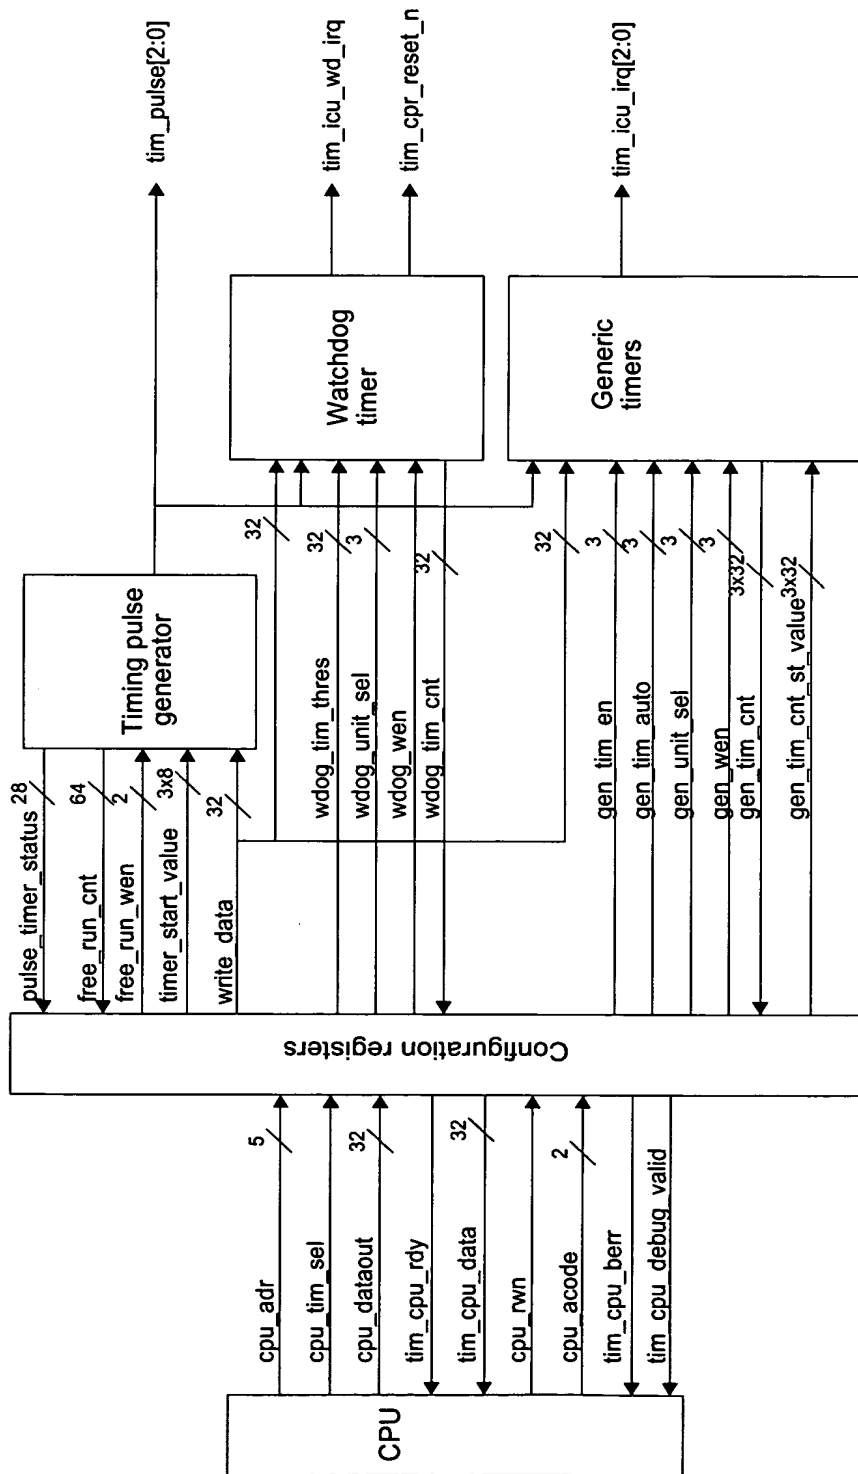 CPU
cpu_adr
5
cpu_tim_sel
cpu_dataout
32
tim_cpu_rdy
tim_cpu_data
32
cpu_rwn
cpu_acode
2
tim_cpu_berr
tim_cpu_debug_valid
Configuration registers
pulse_timer_status
28
free_run_cnt
64
free_run_wen
2
timer_start_value
3x8
write_data
32
Timing pulse
generator
tim_pulse[2:0]
32
wdog_tim_thres
32
wdog_unit_sel
3
wdog_wen
wdog_tim_cnt
32
Watchdog
timer
tim_icu_wd_irq
tim_cpr_reset_n
32
gen_tim_en
3
gen_tim_auto
3
gen_unit_sel
3
gen_wen
3
gen_tim_cnt
3x32
gen_tim_cnt_st_value
3x32
Generic
timers
tim_icu_irq[2:0]